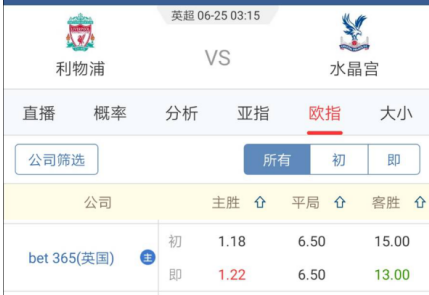 英超 06-25 03:15
VS
利物浦 水晶宫
直播 概率 分析 亚指 欧指 大小
公司筛选 所有 初 即
公司 主胜 平局 客胜
初 1.18 6.50 15.00
bet 365(英国) 主
即 1.22 6.50 13.00